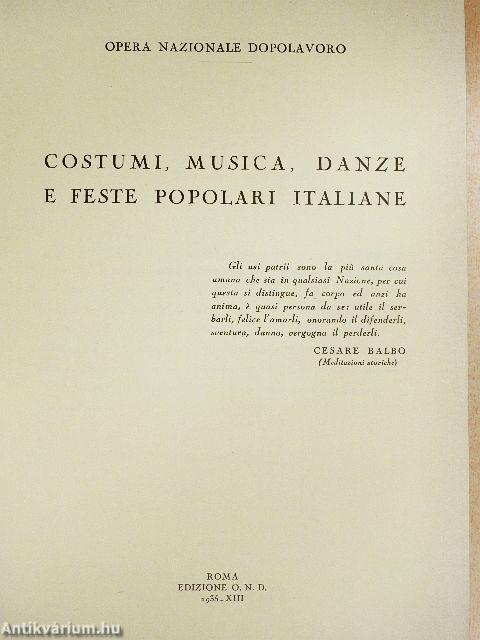 OPERA NAZIONALE DOPOLAVORO
COSTUMI, MUSICA, DANZE
E FESTE POPOLARI ITALIANE
Gli usi patrii sono la più santa cosa
umana che sia in qualsiasi Nazione, per cui
questa si distingue, fa corpo ed anzi ha
anima, è quasi persona da se: utile il ser-
barli, felice l'amarli, onorando il difenderli,
sventura, danno, vergogna il perderli.
CESARE BALBO
(Meditazioni storiche)
ROMA
EDIZIONE O. N. D.
1935-XIII
Antikvárium.hu